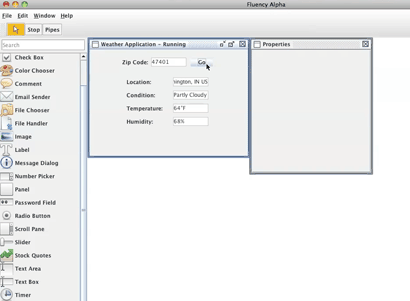 Fluency Alpha
File Edit Window Help
Stop Pipes
Search
Weather Application - Running
Properties
Zip Code: 47401 Go
Location: nington, IN US
Condition: Partly Cloudy
Temperature: 64°F
Humidity: 68%
Check Box
Color Chooser
Comment
Email Sender
File Chooser
File Handler
Image
Label
Message Dialog
Number Picker
Panel
Password Field
Radio Button
Scroll Pane
Slider
Stock Quotes
Text Area
Text Box
Timer